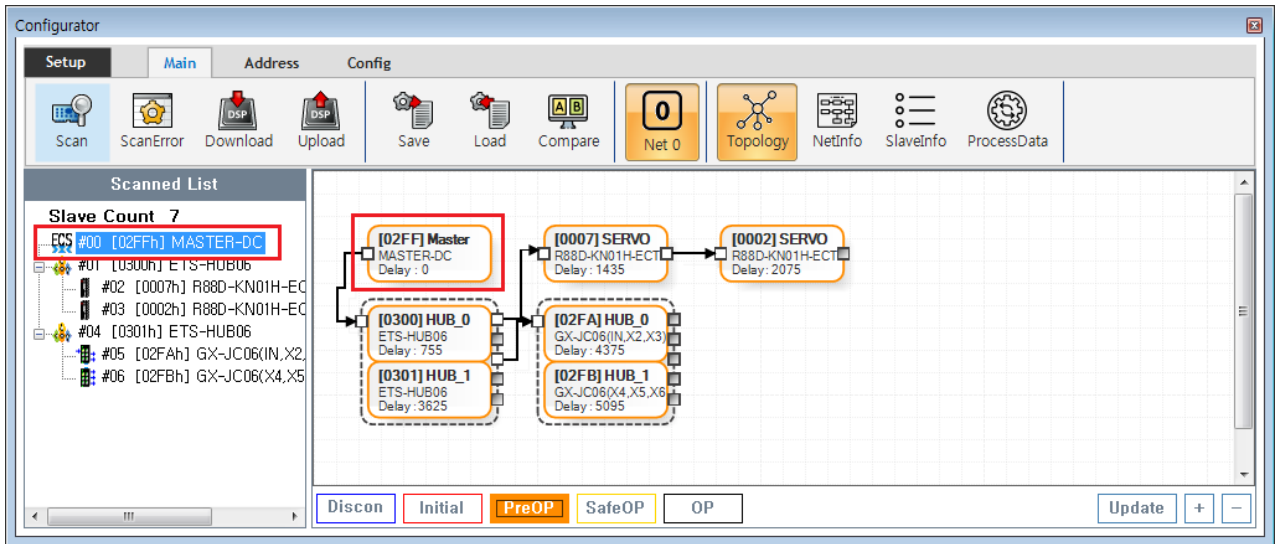 Configurator
Setup Main Address Config
Scan ScanError Download Upload Save Load Compare Net 0 Topology NetInfo SlaveInfo ProcessData
DSP DSP A B 0
Scanned List
Slave Count 7
ECS #00 [02FFh] MASTER-DC
#01 [0300h] ETS-HUB06
#02 [0007h] R88D-KN01H-EC
#03 [0002h] R88D-KN01H-EC
#04 [0301h] ETS-HUB06
#05 [02FAh] GX-JC06(IN,X2,
#06 [02FBh] GX-JC06(X4,X5
[02FF] Master
MASTER-DC
Delay : 0
[0007] SERVO
R88D-KN01H-ECT
Delay : 1435
[0002] SERVO
R88D-KN01H-ECT
Delay : 2075
[0300] HUB_0
ETS-HUB06
Delay : 755
[02FA] HUB_0
GX-JC06(IN,X2,X3)
Delay : 4375
[0301] HUB_1
ETS-HUB06
Delay : 3625
[02FB] HUB_1
GX-JC06(X4,X5,X6
Delay : 5095
Discon Initial PreOP SafeOP OP Update + −